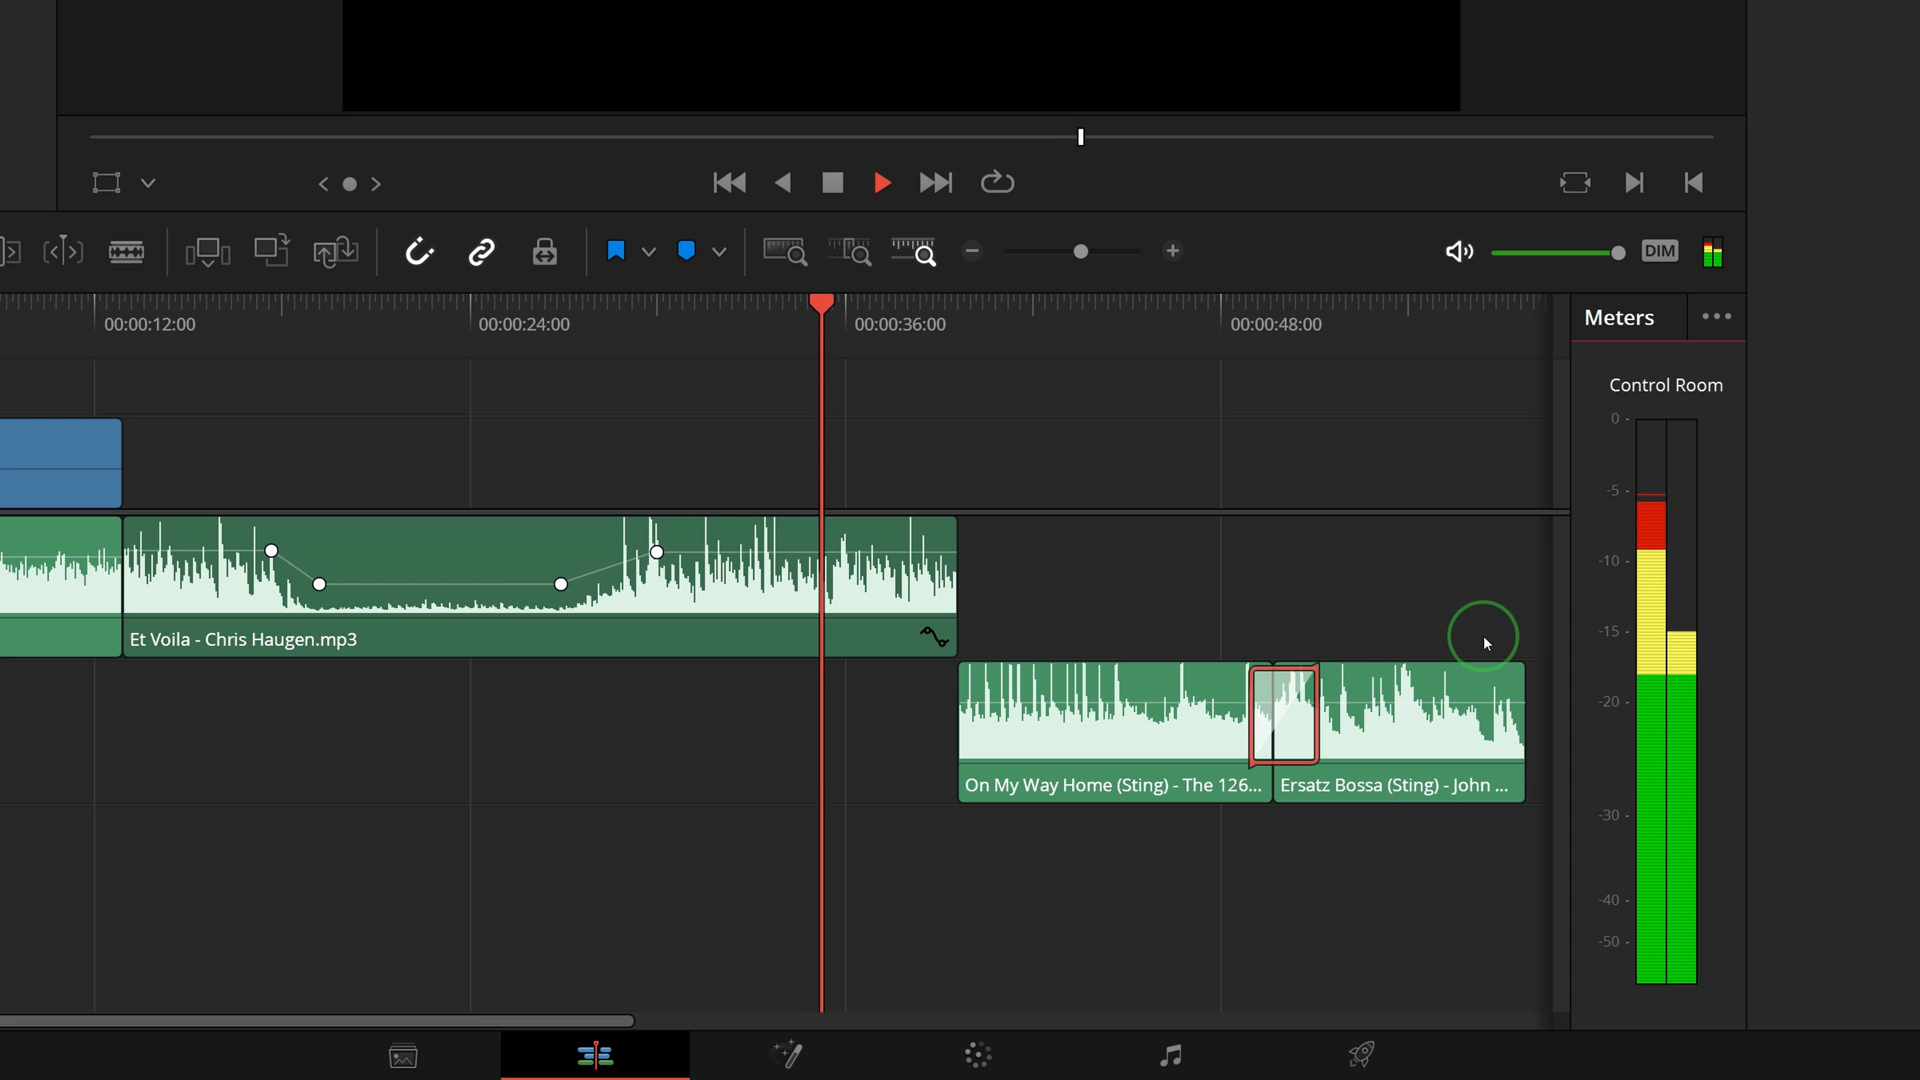 DIM
00:00:12:00
00:00:24:00
00:00:36:00
00:00:48:00
Meters
Control Room
0 -
-5 -
-10 -
-15 -
-20 -
-30 -
-40 -
-50 -
Et Voila - Chris Haugen.mp3
On My Way Home (Sting) - The 126...
Ersatz Bossa (Sting) - John ...